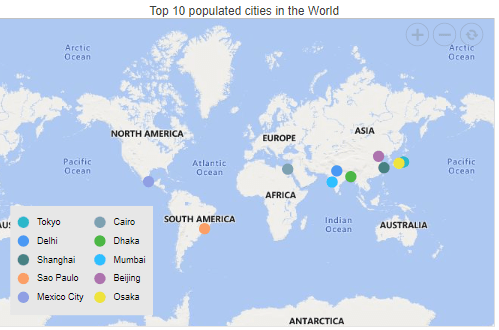 Top 10 populated cities in the World
Arctic
Ocean
Arctic
Ocean
NORTH AMERICA
EUROPE
ASIA
Pacific
Ocean
Atlantic
Ocean
Pacific
Ocean
AFRICA
SOUTH AMERICA
Indian
Ocean
AUSTRALIA
Tokyo
Cairo
Delhi
Dhaka
Shanghai
Mumbai
Sao Paulo
Beijing
Mexico City
Osaka
ANTARCTICA